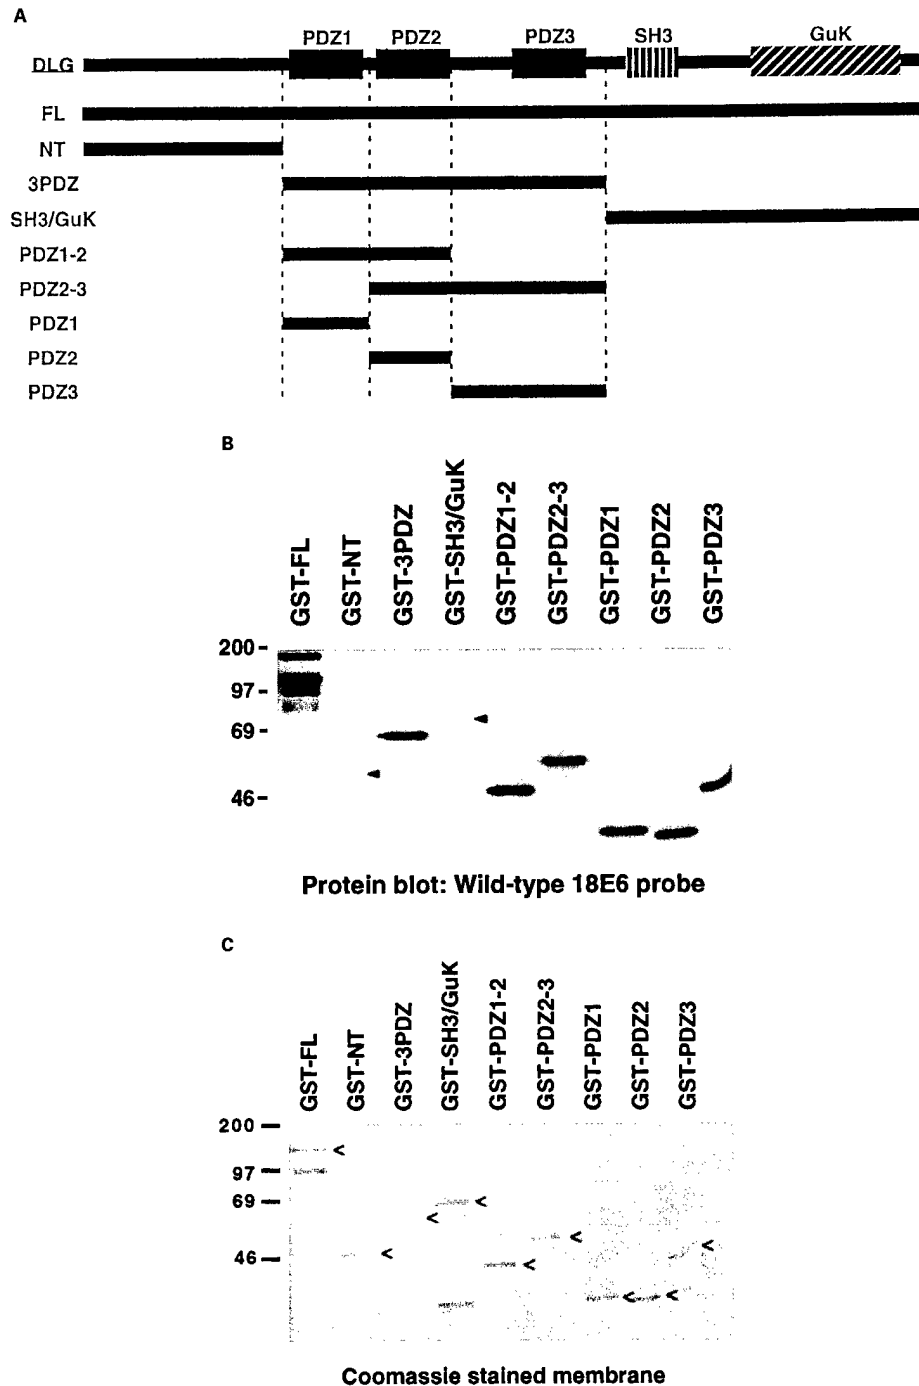 A
PDZ1 PDZ2 PDZ3 SH3 GuK
DLG
FL
NT
3PDZ
SH3/GuK
PDZ1-2
PDZ2-3
PDZ1
PDZ2
PDZ3
B
GST-FL
GST-NT
GST-3PDZ
GST-SH3/GuK
GST-PDZ1-2
GST-PDZ2-3
GST-PDZ1
GST-PDZ2
GST-PDZ3
200 -
97 -
69 -
46 -
Protein blot: Wild-type 18E6 probe
C
GST-FL
GST-NT
GST-3PDZ
GST-SH3/GuK
GST-PDZ1-2
GST-PDZ2-3
GST-PDZ1
GST-PDZ2
GST-PDZ3
200 —
97 —
69 —
46 —
Coomassie stained membrane